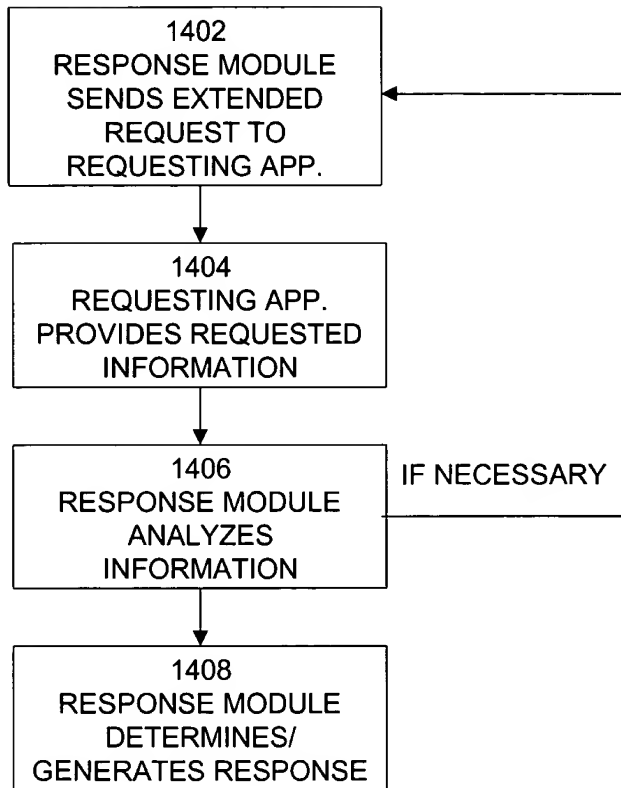 1402
RESPONSE MODULE
SENDS EXTENDED
REQUEST TO
REQUESTING APP.
1404
REQUESTING APP.
PROVIDES REQUESTED
INFORMATION
1406
RESPONSE MODULE
ANALYZES
INFORMATION
IF NECESSARY
1408
RESPONSE MODULE
DETERMINES/
GENERATES RESPONSE